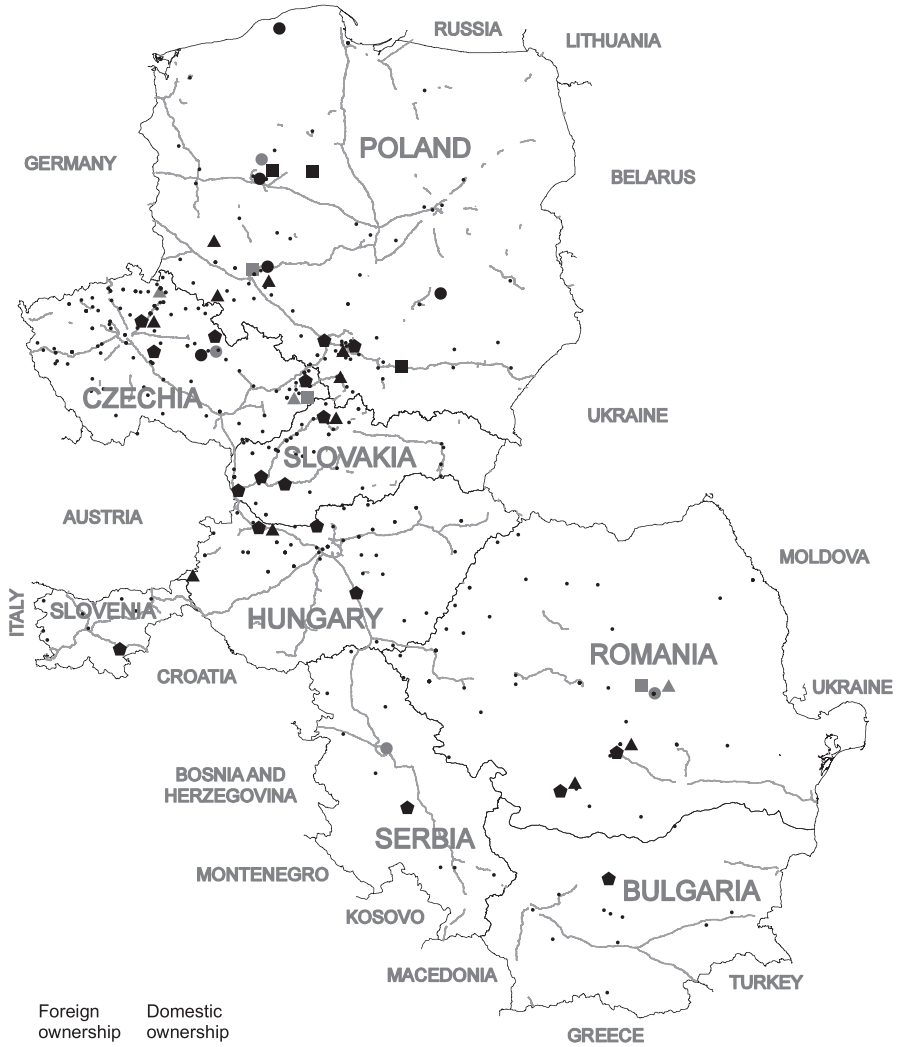 RUSSIA
LITHUANIA
POLAND
GERMANY
BELARUS
CZECHIA
UKRAINE
SLOVAKIA
AUSTRIA
MOLDOVA
ITALY
SLOVENIA
HUNGARY
ROMANIA
CROATIA
UKRAINE
BOSNIA AND
HERZEGOVINA
SERBIA
MONTENEGRO
BULGARIA
KOSOVO
MACEDONIA
TURKEY
Foreign
ownership
Domestic
ownership
GREECE